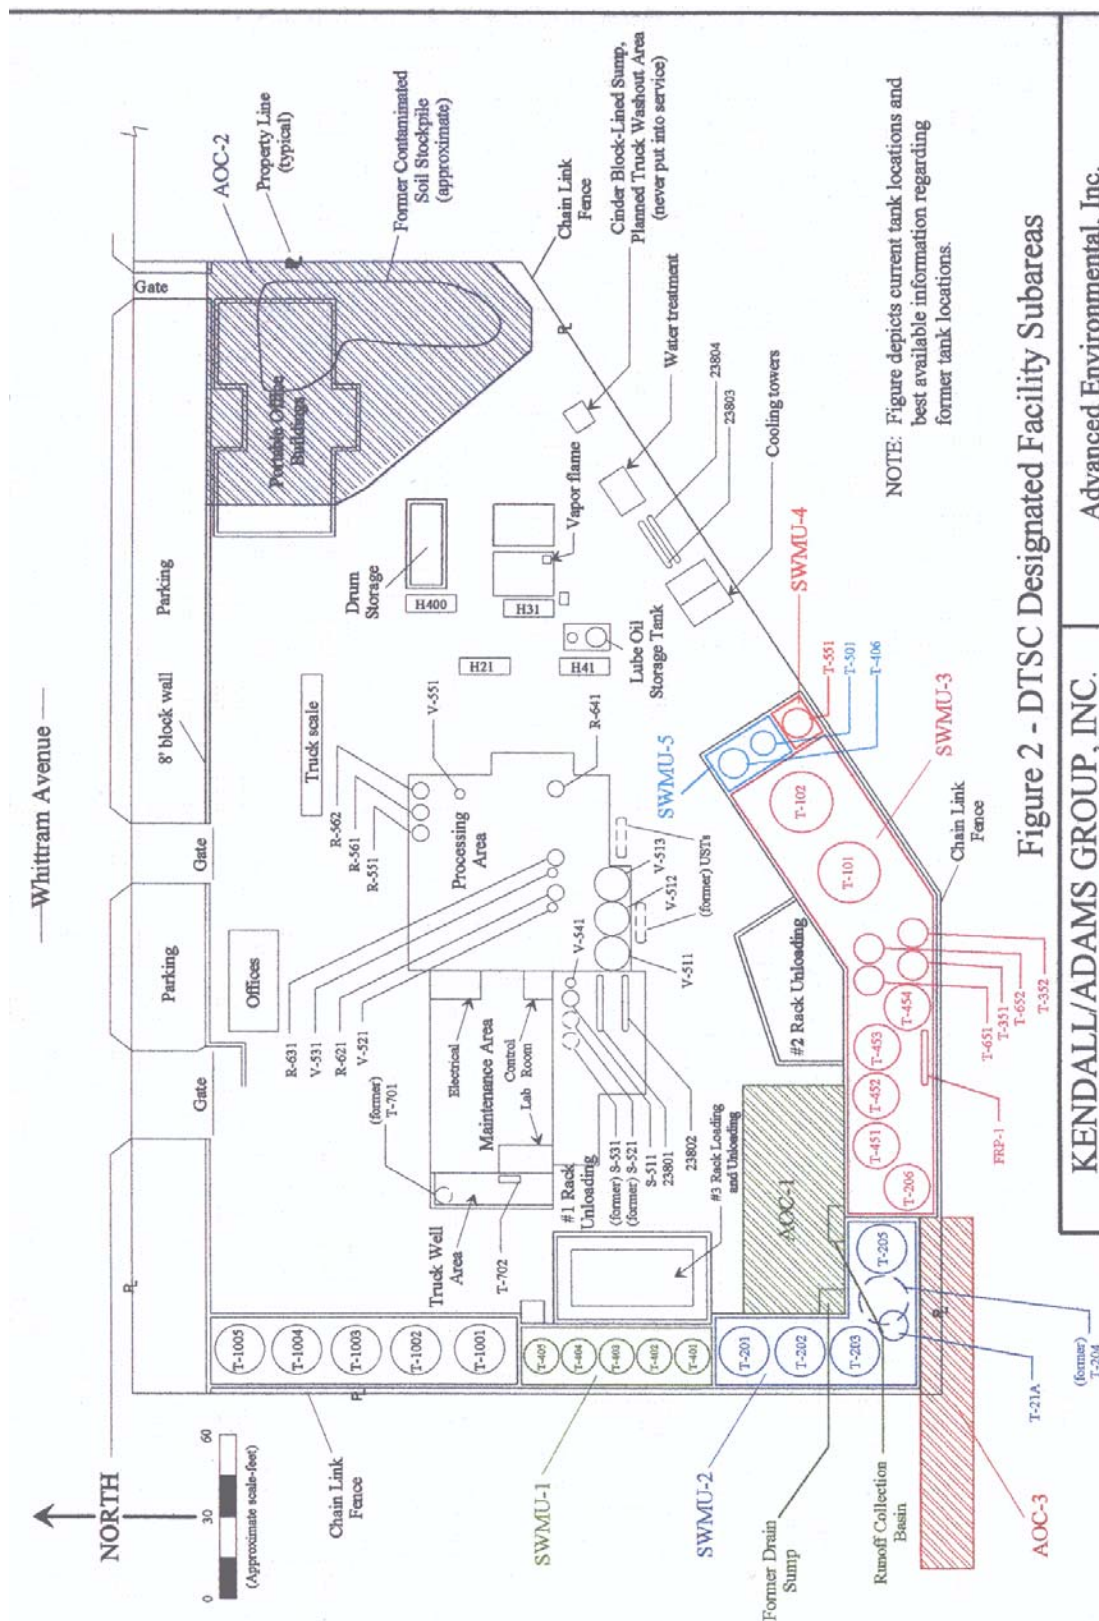 Whittram Avenue
NORTH
0
30
60
(Approximate scale-feet)
Gate
Parking
Gate
Parking
Gate
8' block wall
Offices
Truck scale
Portable Office
Buildings
AOC-2
Property Line
(typical)
Former Contaminated
Soil Stockpile
(approximate)
Chain Link
Fence
Cinder Block-Lined Sump,
Planned Truck Washout Area
(never put into service)
Water treatment
23804
23803
Cooling towers
Drum
Storage
H400
H31
Vapor flame
H21
H41
Lube Oil
Storage Tank
R-562
R-561
R-551
V-551
R-641
Processing
Area
R-631
V-531
R-621
V-521
(former)
T-701
Electrical
Maintenance Area
Control
Room
Lab
Truck Well
Area
T-702
#1 Rack
Unloading
(former) S-531
(former) S-521
S-511
23801
23802
V-541
V-511
V-512
V-513
(former) USTs
#2 Rack Unloading
#3 Rack Loading
and Unloading
Chain Link
Fence
T-1005
T-1004
T-1003
T-1002
T-1001
T-405
T-404
T-403
T-402
T-401
SWMU-1
T-201
T-202
T-203
T-205
SWMU-2
AOC-1
Former Drain
Sump
Runoff Collection
Basin
AOC-3
T-21A
(former)
T-204
T-206
T-451
T-452
T-453
T-454
FRP-1
T-651
T-351
T-652
T-352
T-101
T-102
SWMU-3
SWMU-5
SWMU-4
T-551
T-501
T-406
Chain Link
Fence
PL
PL
PL
PL
PL
NOTE: Figure depicts current tank locations and
best available information regarding
former tank locations.
Figure 2 - DTSC Designated Facility Subareas
KENDALL/ADAMS GROUP, INC.
Advanced Environmental, Inc.